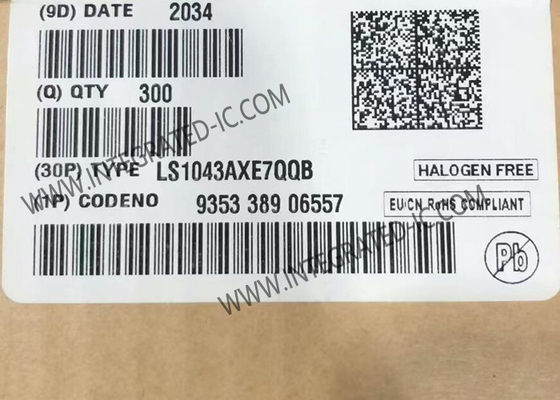 (9D) DATE 2034
(Q) QTY 300
(30P) TYPE LS1043AXE7QQB
HALOGEN FREE
(1P) CODENO 9353 389 06557
EU/CN RoHS COMPLIANT
Pb
WWW.INTEGRATED-IC.COM
WWW.INTEGRATED-IC.COM